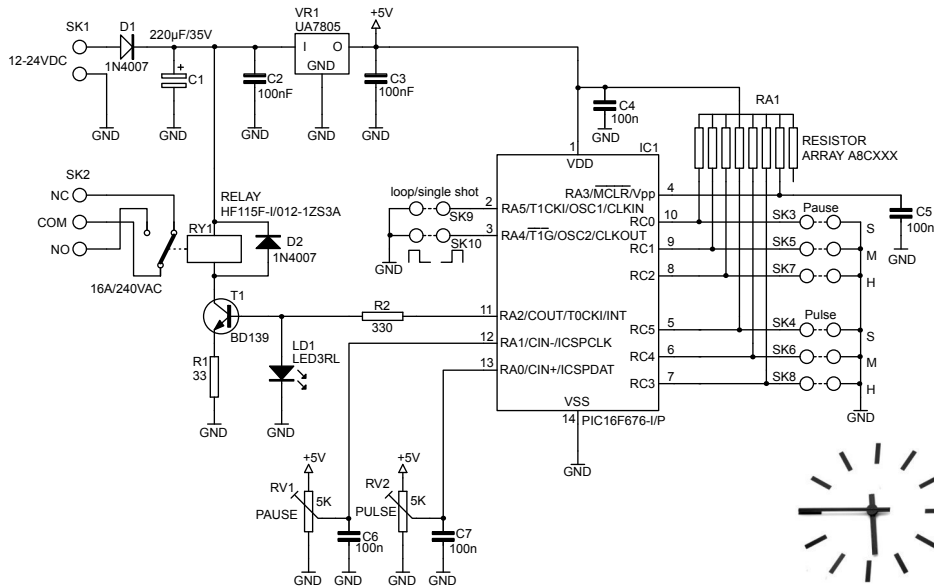 SK1
12-24VDC
D1
1N4007
GND
220µF/35V
+
C1
GND
C2
100nF
GND
VR1
UA7805
I O
GND
GND
+5V
C3
100nF
GND
C4
100n
GND
RA1
RESISTOR
ARRAY A8CXXX
SK2
NC
COM
NO
16A/240VAC
RELAY
HF115F-I/012-1ZS3A
RY1
D2
1N4007
T1
BD139
R1
33
GND
LD1
LED3RL
GND
R2
330
loop/single shot
SK9
SK10
GND
IC1
1
VDD
2 RA5/T1CKI/OSC1/CLKIN
3 RA4/T1G/OSC2/CLKOUT
11 RA2/COUT/T0CKI/INT
12 RA1/CIN-/ICSPCLK
13 RA0/CIN+/ICSPDAT
RA3/MCLR/Vpp 4
RC0 10
RC1 9
RC2 8
RC5 5
RC4 6
RC3 7
VSS
14
PIC16F676-I/P
GND
C5
100n
GND
SK3 Pause S
SK5 M
SK7 H
SK4 Pulse S
SK6 M
SK8 H
GND
+5V
RV1
5K
PAUSE
GND
C6
100n
GND
+5V
RV2
5K
PULSE
GND
C7
100n
GND